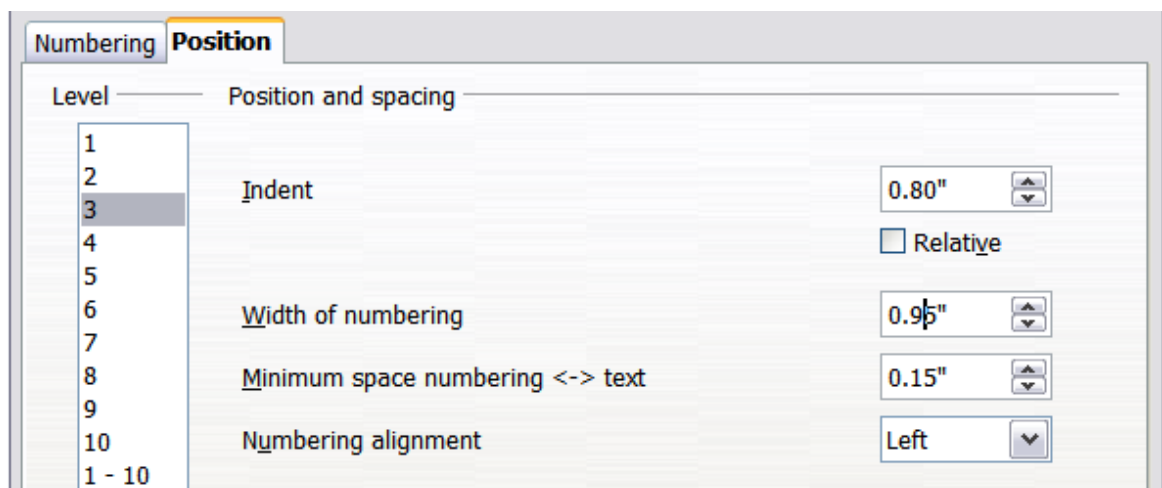 Numbering Position
Level Position and spacing
1
2
Indent 0.80"
3
4 Relative
5
6 Width of numbering 0.95"
7
8 Minimum space numbering <-> text 0.15"
9
10 Numbering alignment Left
1 - 10